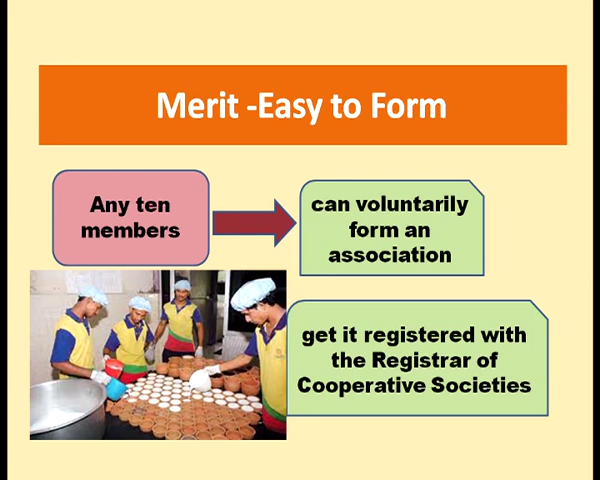 Merit -Easy to Form
Any ten
members
can voluntarily
form an
association
get it registered with
the Registrar of
Cooperative Societies